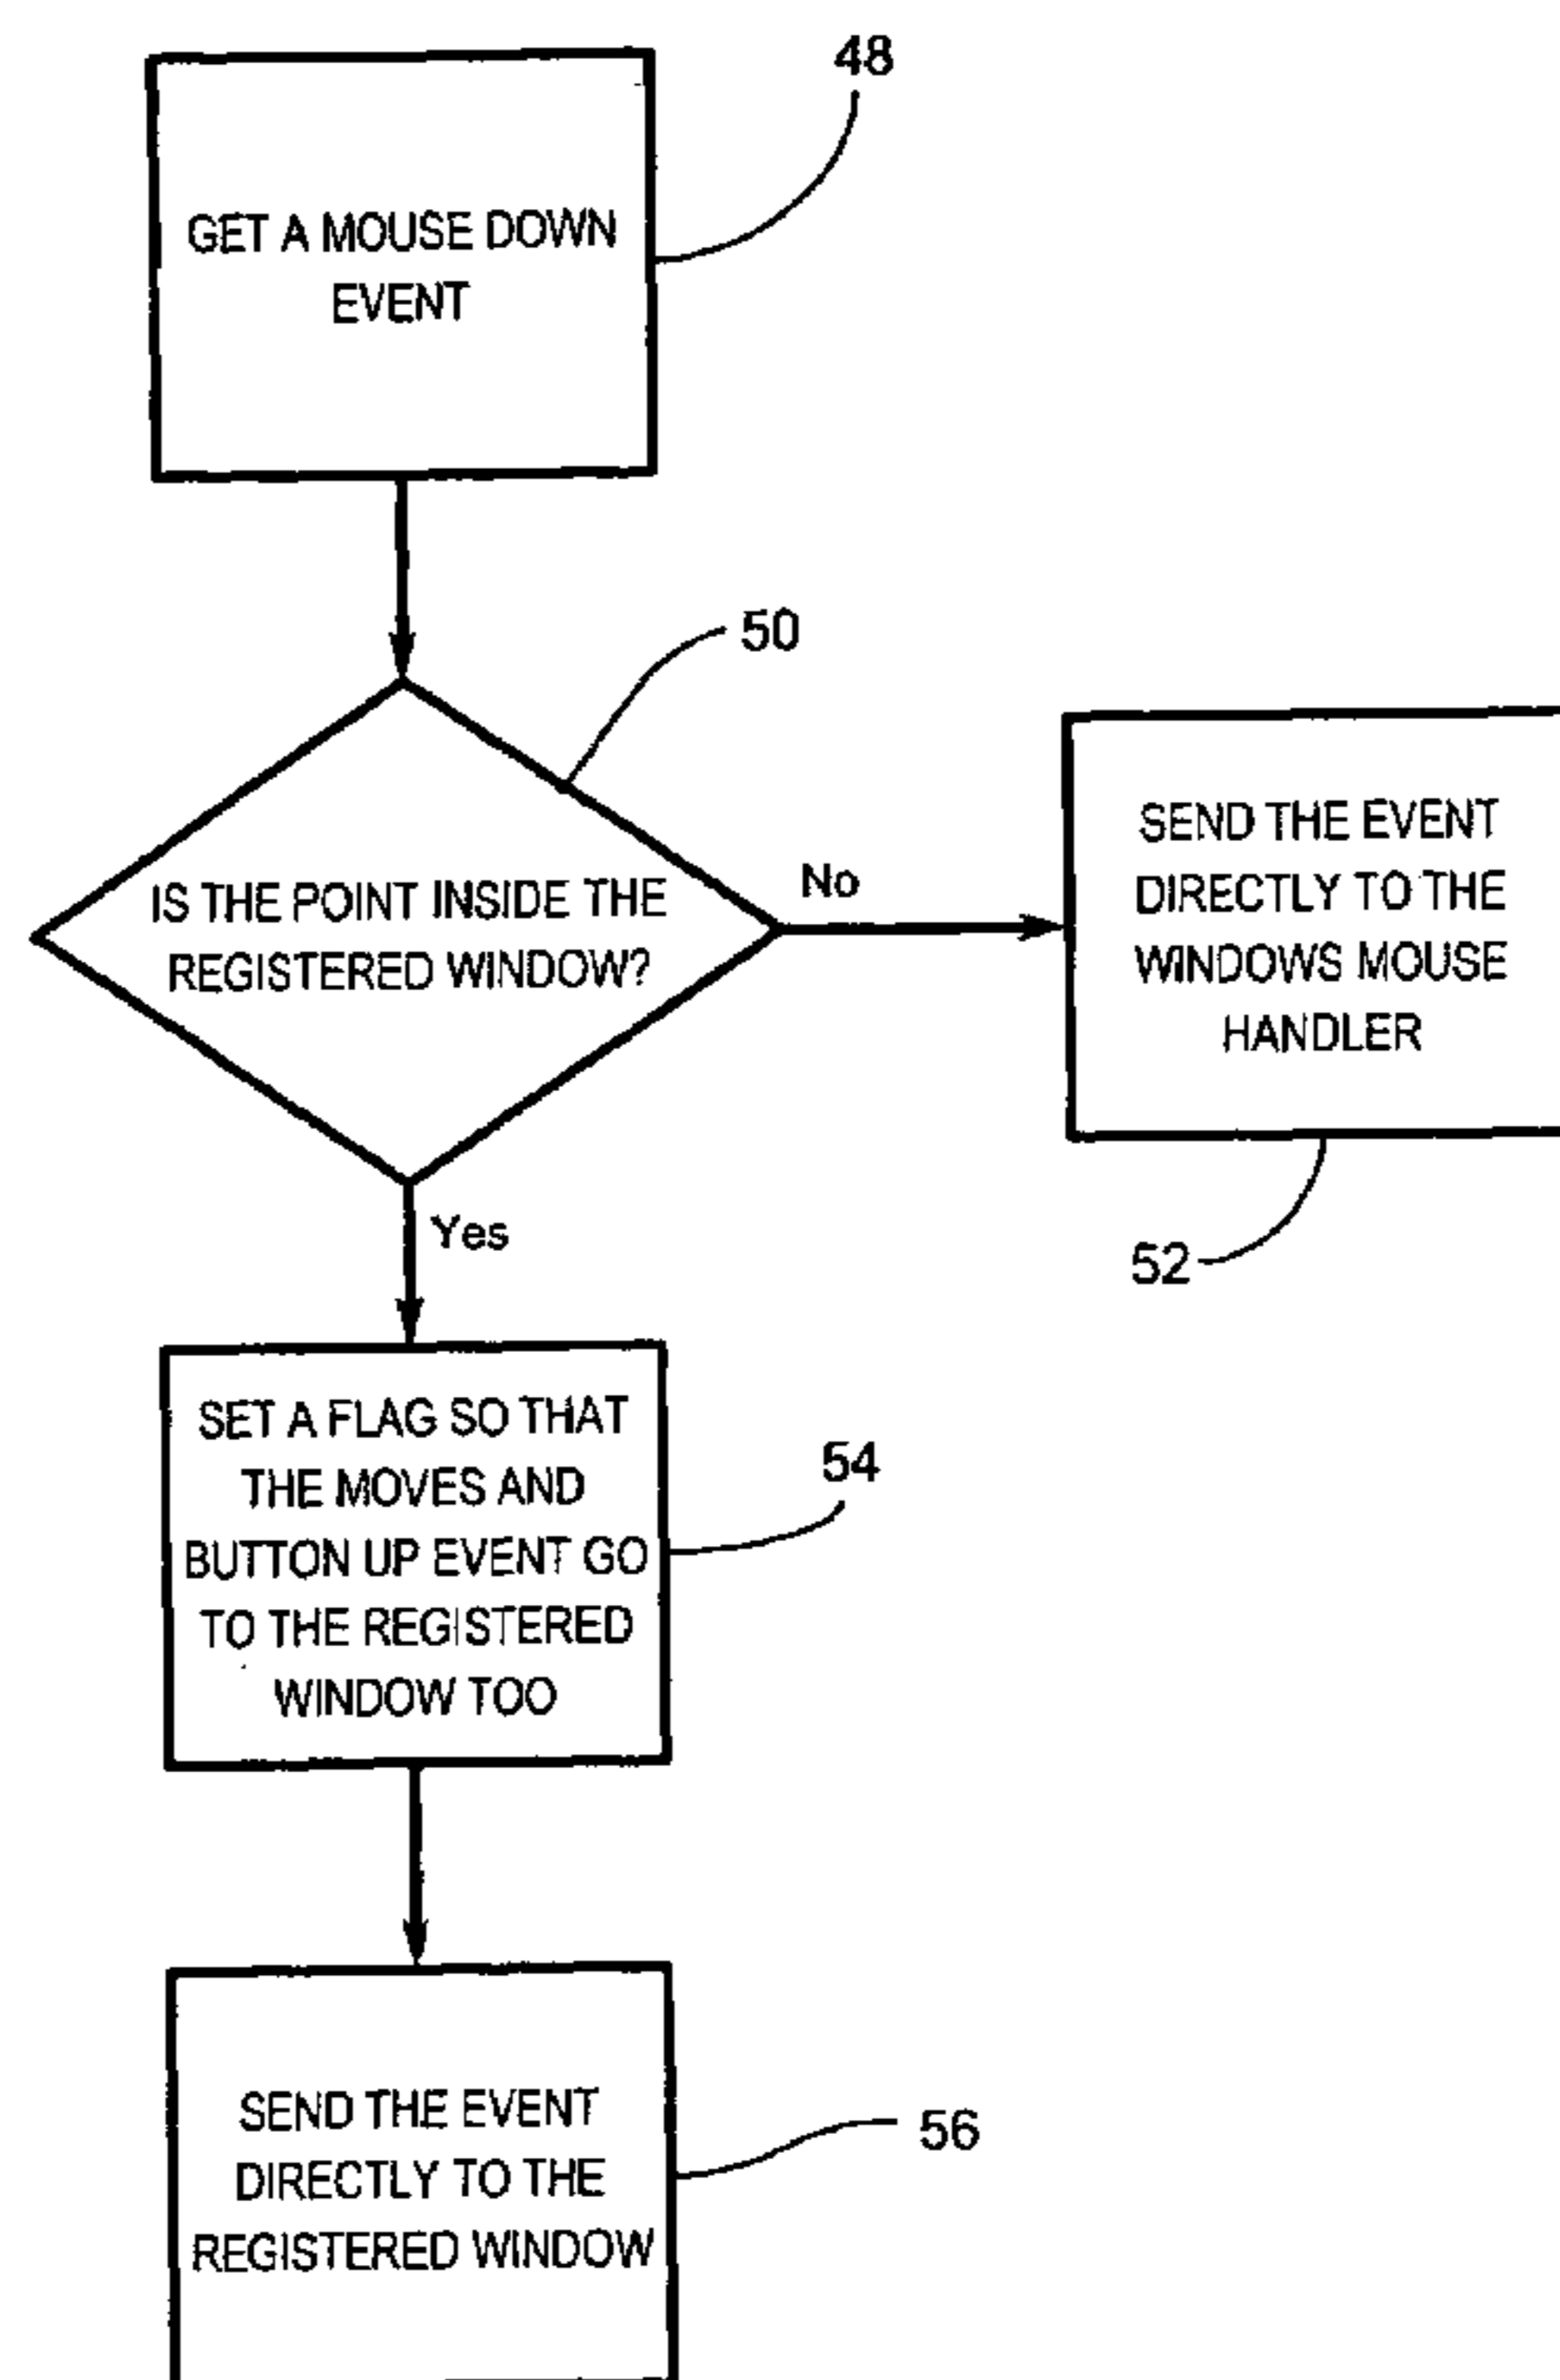 48
GET A MOUSE DOWN
EVENT
50
IS THE POINT INSIDE THE
REGISTERED WINDOW?
No
SEND THE EVENT
DIRECTLY TO THE
WINDOWS MOUSE
HANDLER
52
Yes
SET A FLAG SO THAT
THE MOVES AND
BUTTON UP EVENT GO
TO THE REGISTERED
WINDOW TOO
54
SEND THE EVENT
DIRECTLY TO THE
REGISTERED WINDOW
56